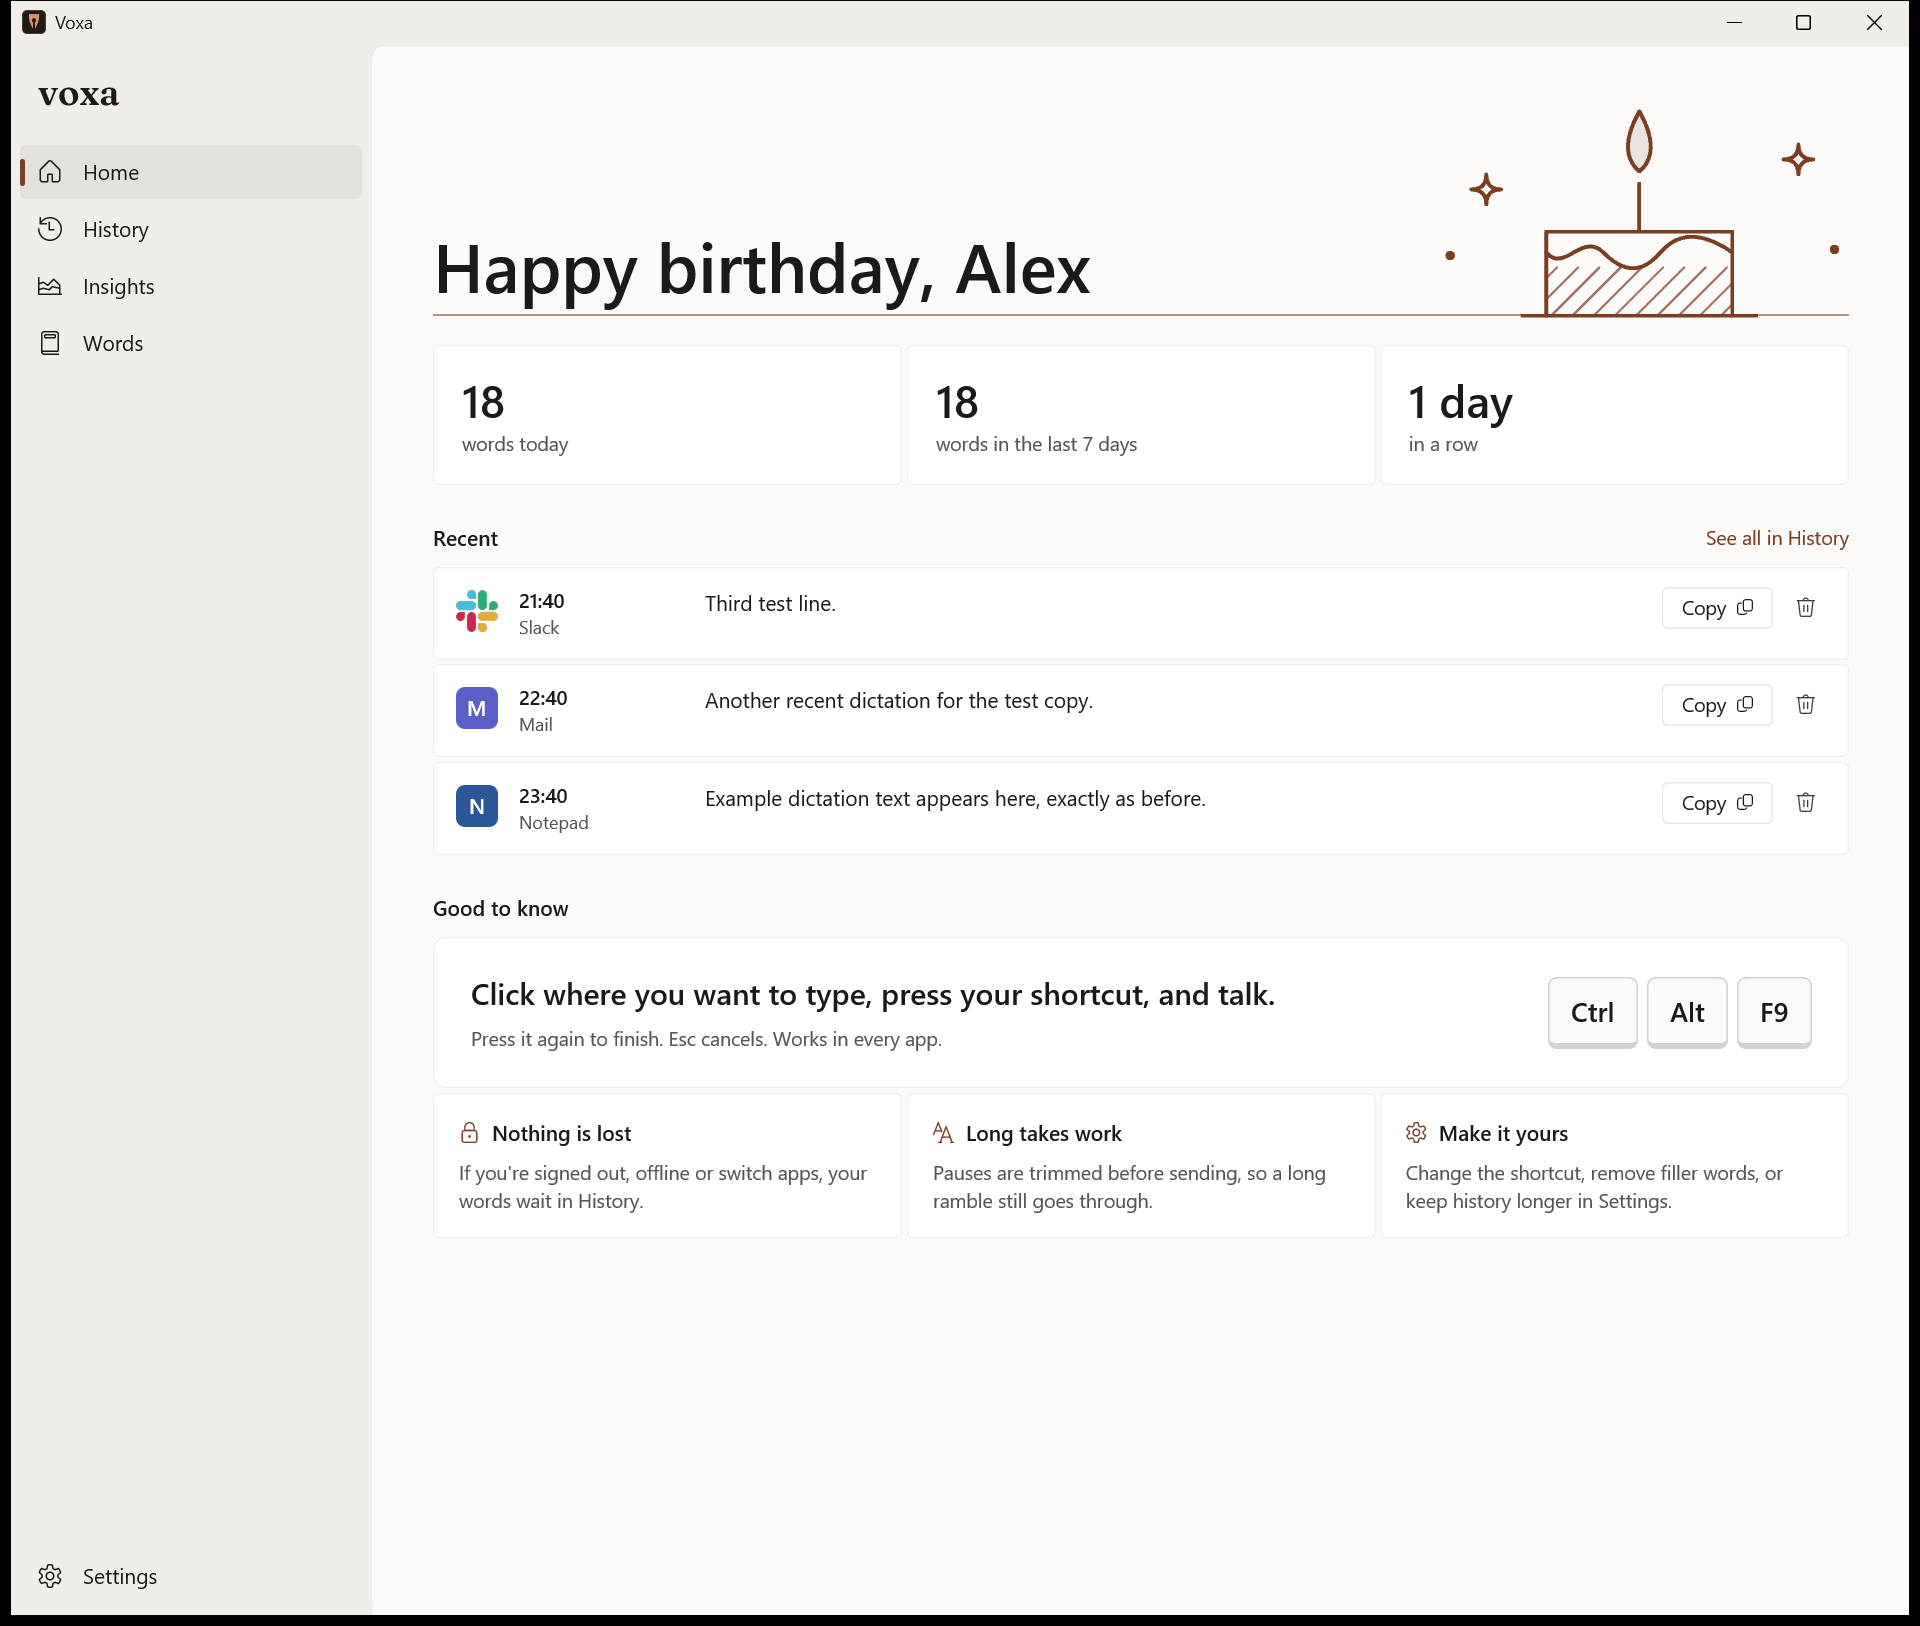 Voxa
voxa
Home
History
Insights
Words
Settings
Happy birthday, Alex
18
words today
18
words in the last 7 days
1 day
in a row
Recent
See all in History
21:40
Slack
Third test line.
Copy
M
22:40
Mail
Another recent dictation for the test copy.
Copy
N
23:40
Notepad
Example dictation text appears here, exactly as before.
Copy
Good to know
Click where you want to type, press your shortcut, and talk.
Press it again to finish. Esc cancels. Works in every app.
Ctrl
Alt
F9
Nothing is lost
If you're signed out, offline or switch apps, your
words wait in History.
Long takes work
Pauses are trimmed before sending, so a long
ramble still goes through.
Make it yours
Change the shortcut, remove filler words, or
keep history longer in Settings.